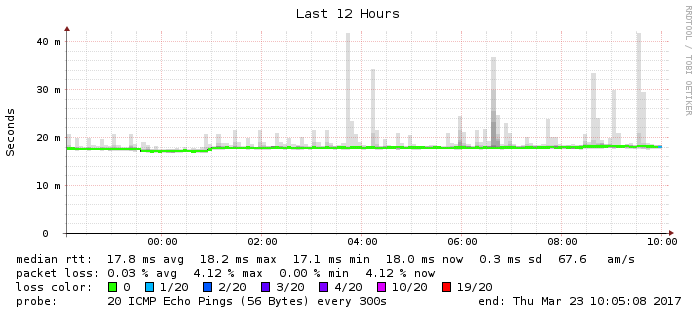 Last 12 Hours
RRDTOOL / TOBI OETIKER
Seconds
40 m
30 m
20 m
10 m
0
00:00 02:00 04:00 06:00 08:00 10:00
median rtt: 17.8 ms avg 18.2 ms max 17.1 ms min 18.0 ms now 0.3 ms sd 67.6 am/s
packet loss: 0.03 % avg 4.12 % max 0.00 % min 4.12 % now
loss color: 0 1/20 2/20 3/20 4/20 10/20 19/20
probe: 20 ICMP Echo Pings (56 Bytes) every 300s end: Thu Mar 23 10:05:08 2017